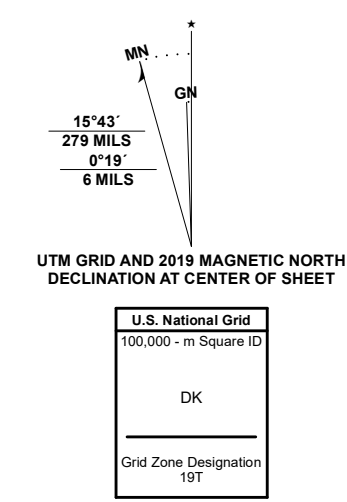 ★
MN
GN
15°43´
279 MILS
0°19´
6 MILS
UTM GRID AND 2019 MAGNETIC NORTH
DECLINATION AT CENTER OF SHEET
U.S. National Grid
100,000 - m Square ID
DK
Grid Zone Designation
19T